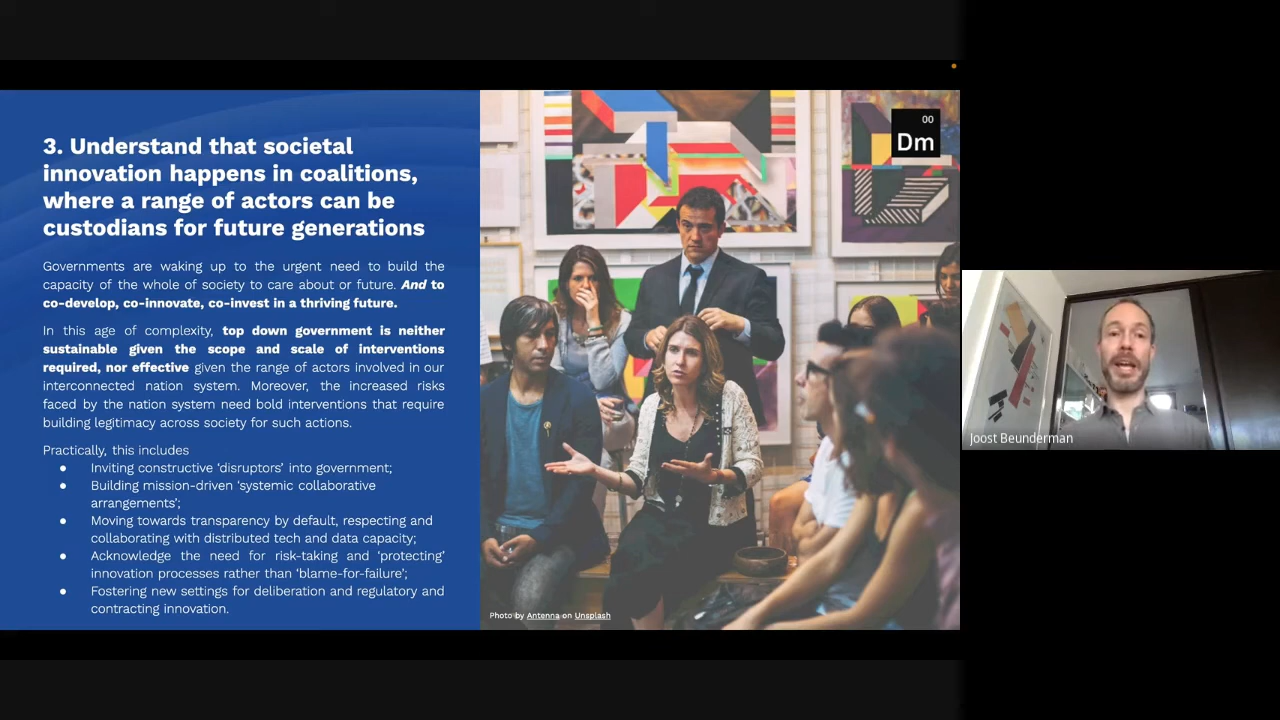 3. Understand that societal
innovation happens in coalitions,
where a range of actors can be
custodians for future generations
Governments are waking up to the urgent need to build the
capacity of the whole of society to care about or future. And to
co-develop, co-innovate, co-invest in a thriving future.
In this age of complexity, top down government is neither
sustainable given the scope and scale of interventions
required, nor effective given the range of actors involved in our
interconnected nation system. Moreover, the increased risks
faced by the nation system need bold interventions that require
building legitimacy across society for such actions.
Practically, this includes
● Inviting constructive ‘disruptors’ into government;
● Building mission-driven ‘systemic collaborative
arrangements’;
● Moving towards transparency by default, respecting and
collaborating with distributed tech and data capacity;
● Acknowledge the need for risk-taking and ‘protecting’
innovation processes rather than ‘blame-for-failure’;
● Fostering new settings for deliberation and regulatory and
contracting innovation.
00
Dm
Photo by Antenna on Unsplash
Joost Beunderman